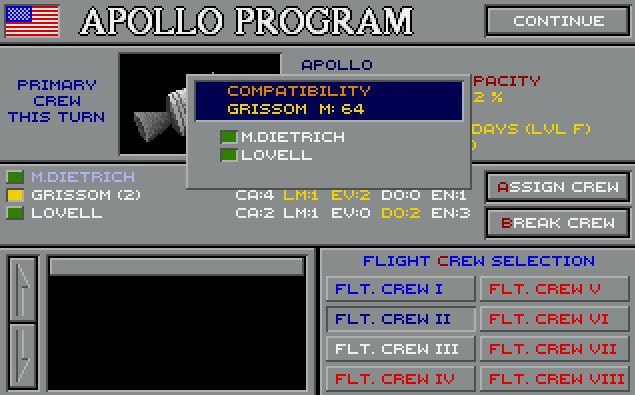 APOLLO PROGRAM
CONTINUE
PRIMARY
CREW
THIS TURN
APOLLO
PACITY
2 %
DAYS (LVL F)
)
COMPATIBILITY
GRISSOM M: 64
M.DIETRICH
LOVELL
M.DIETRICH
GRISSOM (2) CA:4 LM:1 EV:2 DO:0 EN:1
LOVELL CA:2 LM:1 EV:0 DO:2 EN:3
ASSIGN CREW
BREAK CREW
FLIGHT CREW SELECTION
FLT. CREW I
FLT. CREW V
FLT. CREW II
FLT. CREW VI
FLT. CREW III
FLT. CREW VII
FLT. CREW IV
FLT. CREW VIII